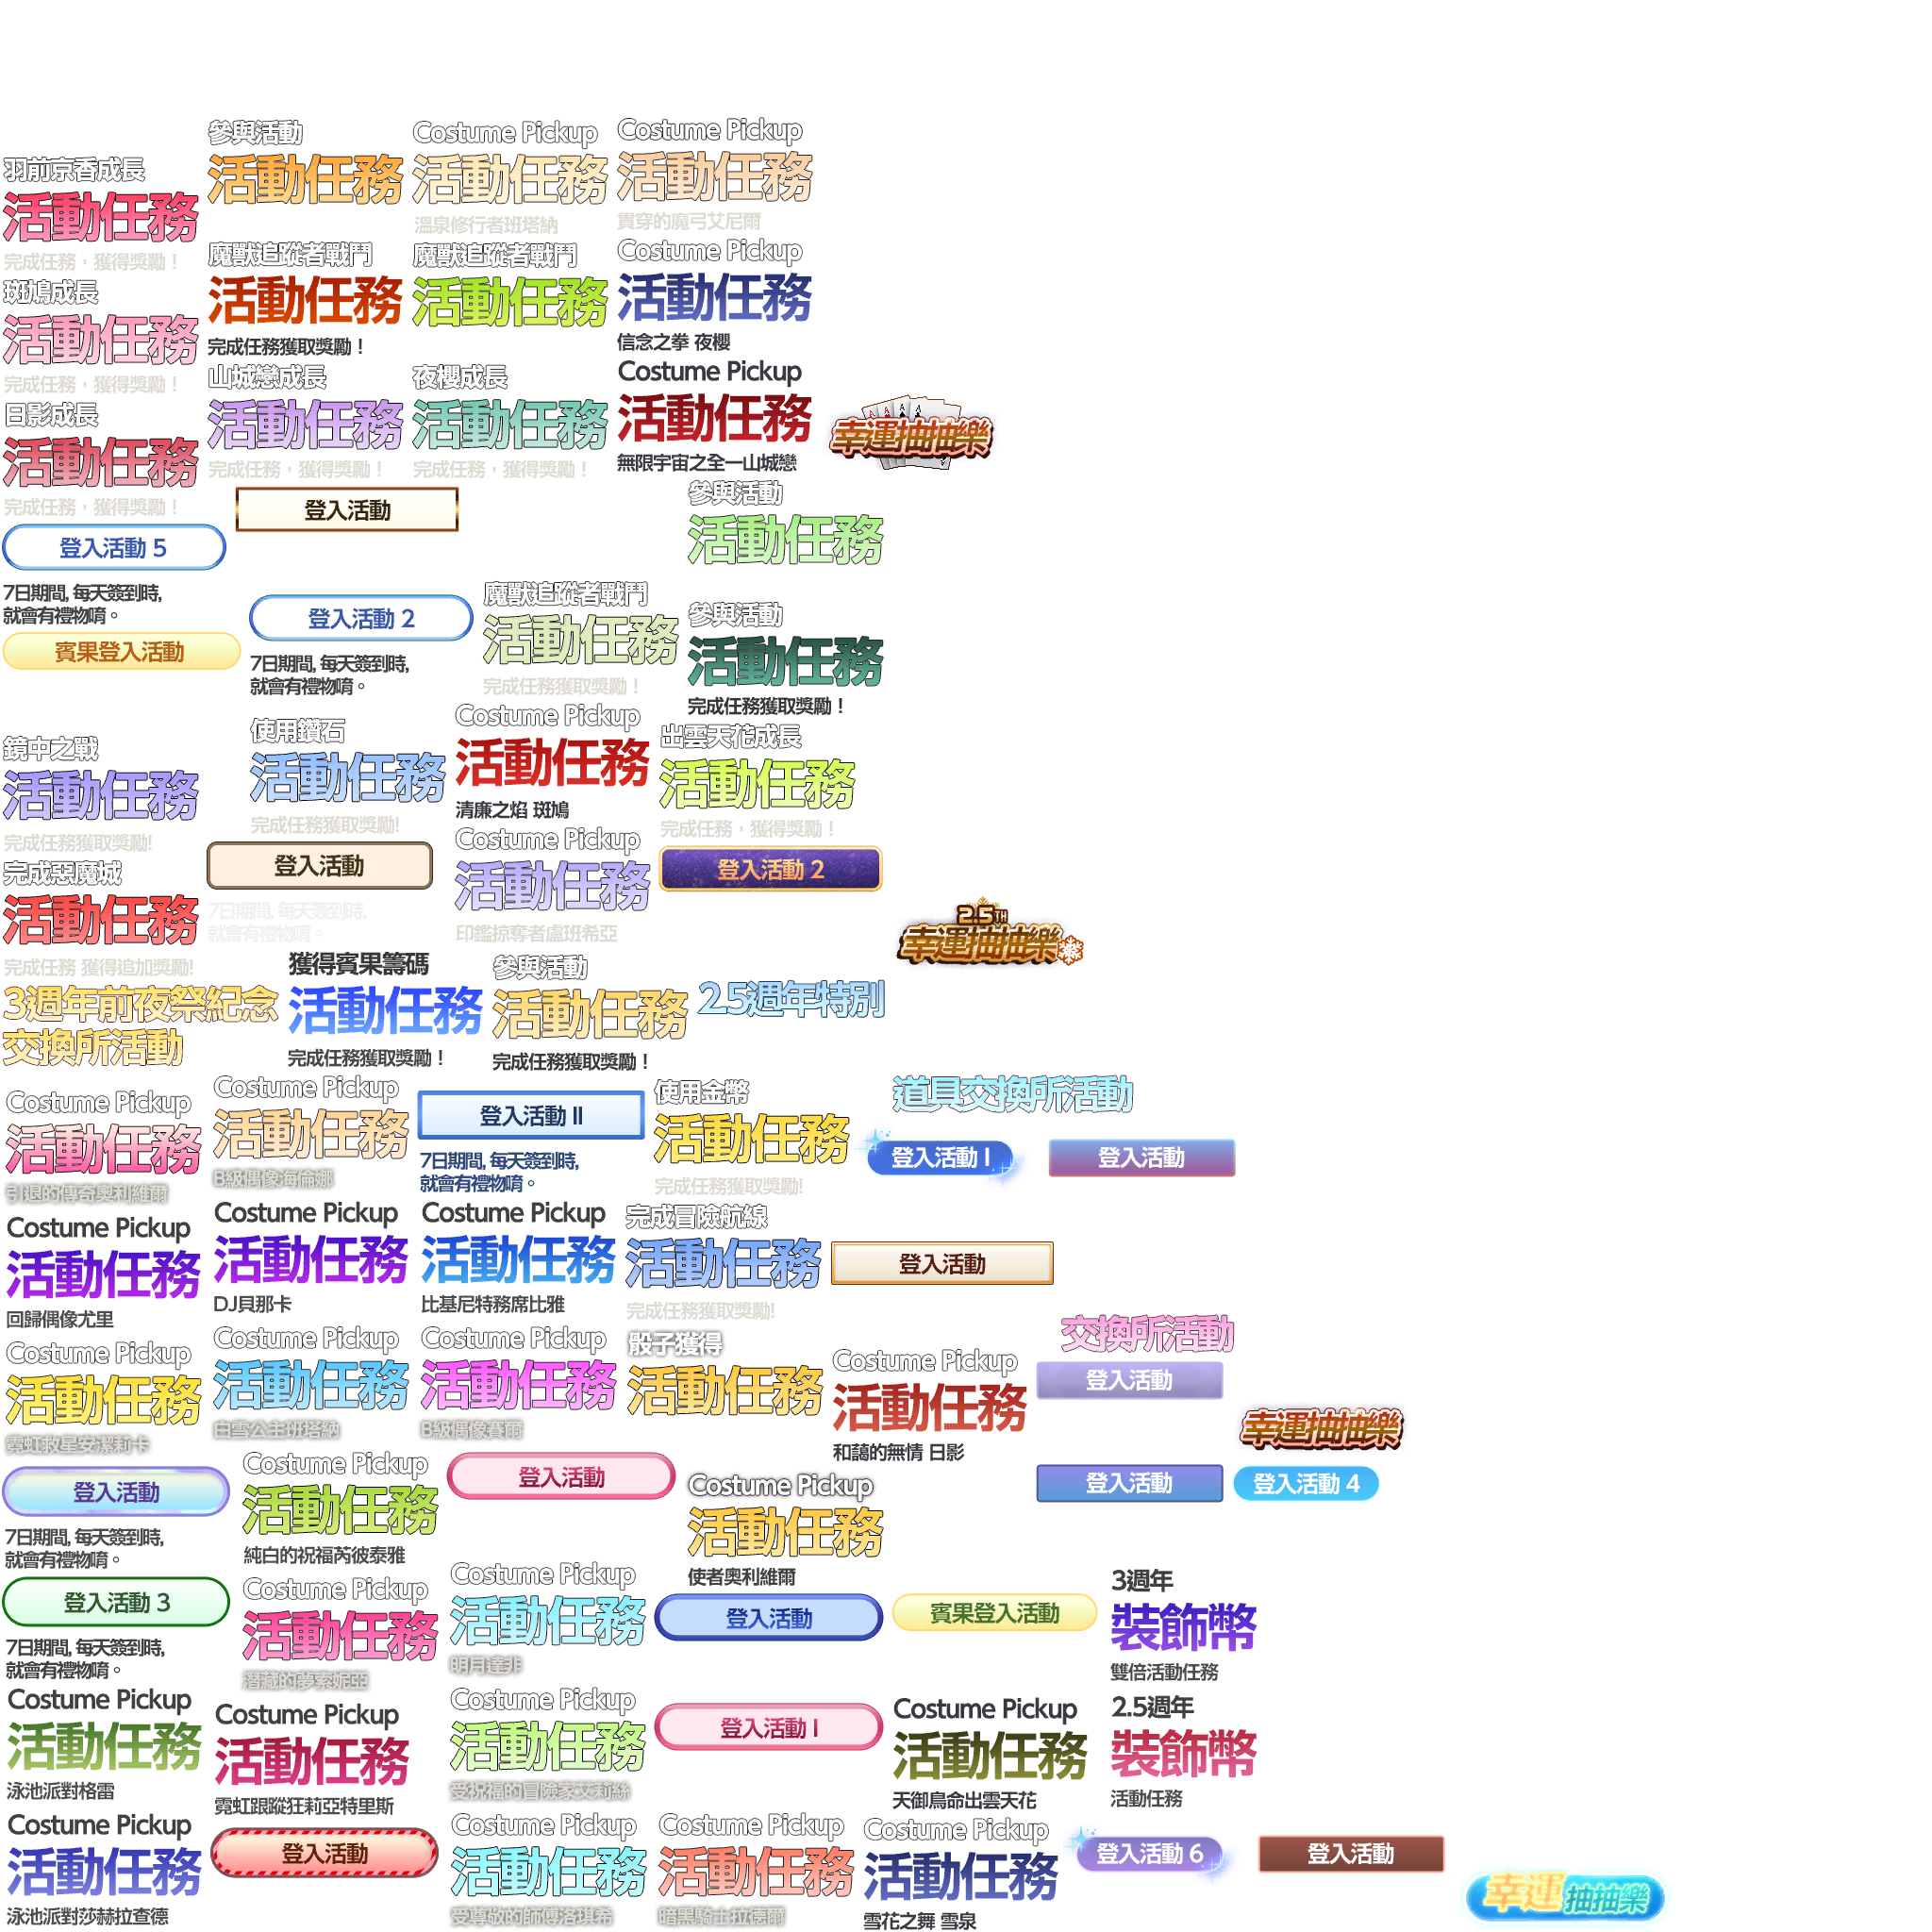 羽前京香成長
活動任務
完成任務，獲得獎勵！
斑鳩成長
活動任務
完成任務，獲得獎勵！
日影成長
活動任務
完成任務，獲得獎勵！
參與活動
活動任務
魔獸追蹤者戰鬥
活動任務
完成任務獲取獎勵！
山城戀成長
活動任務
完成任務，獲得獎勵！
Costume Pickup
活動任務
溫泉修行者班塔納
魔獸追蹤者戰鬥
活動任務
夜櫻成長
活動任務
完成任務，獲得獎勵！
Costume Pickup
活動任務
貫穿的魔弓艾尼爾
Costume Pickup
活動任務
信念之拳 夜櫻
Costume Pickup
活動任務
無限宇宙之全一山城戀
幸運抽抽樂
登入活動 5
7日期間, 每天簽到時,
就會有禮物唷。
賓果登入活動
登入活動
登入活動 2
7日期間, 每天簽到時,
就會有禮物唷。
魔獸追蹤者戰鬥
活動任務
完成任務獲取獎勵！
參與活動
活動任務
參與活動
活動任務
完成任務獲取獎勵！
鏡中之戰
活動任務
完成任務獲取獎勵!
完成惡魔城
活動任務
完成任務 獲得追加獎勵!
使用鑽石
活動任務
完成任務獲取獎勵!
登入活動
7日期間, 每天簽到時,
就會有禮物唷。
Costume Pickup
活動任務
清廉之焰 斑鳩
Costume Pickup
活動任務
印鑑掠奪者盧班希亞
出雲天花成長
活動任務
完成任務，獲得獎勵！
登入活動 2
2.5TH
幸運抽抽樂
3週年前夜祭紀念
交換所活動
獲得賓果籌碼
活動任務
完成任務獲取獎勵！
參與活動
活動任務
完成任務獲取獎勵！
2.5週年特別
Costume Pickup
活動任務
引退的傳奇奧利維爾
Costume Pickup
活動任務
B級偶像海倫娜
登入活動 II
7日期間, 每天簽到時,
就會有禮物唷。
使用金幣
活動任務
完成任務獲取獎勵!
道具交換所活動
登入活動 I
登入活動
Costume Pickup
活動任務
回歸偶像尤里
Costume Pickup
活動任務
DJ貝那卡
Costume Pickup
活動任務
比基尼特務席比雅
完成冒險航線
活動任務
完成任務獲取獎勵!
登入活動
Costume Pickup
活動任務
霓虹救星安潔莉卡
Costume Pickup
活動任務
白雪公主班塔納
Costume Pickup
活動任務
B級偶像賽爾
骰子獲得
活動任務
Costume Pickup
活動任務
和藹的無情 日影
交換所活動
登入活動
幸運抽抽樂
登入活動
登入活動 4
登入活動
7日期間, 每天簽到時,
就會有禮物唷。
Costume Pickup
活動任務
純白的祝福芮彼泰雅
登入活動
Costume Pickup
活動任務
使者奧利維爾
登入活動 3
7日期間, 每天簽到時,
就會有禮物唷。
Costume Pickup
活動任務
潛藏的夢索妮亞
Costume Pickup
活動任務
明月達非
登入活動
賓果登入活動
3週年
裝飾幣
雙倍活動任務
Costume Pickup
活動任務
泳池派對格雷
Costume Pickup
活動任務
霓虹跟蹤狂莉亞特里斯
Costume Pickup
活動任務
受祝福的冒險家艾莉絲
登入活動 I
Costume Pickup
活動任務
天御鳥命出雲天花
2.5週年
裝飾幣
活動任務
Costume Pickup
活動任務
泳池派對莎赫拉查德
登入活動
Costume Pickup
活動任務
受尊敬的師傅洛琪希
Costume Pickup
活動任務
暗黑騎士拉德爾
Costume Pickup
活動任務
雪花之舞 雪泉
登入活動 6
登入活動
幸運抽抽樂